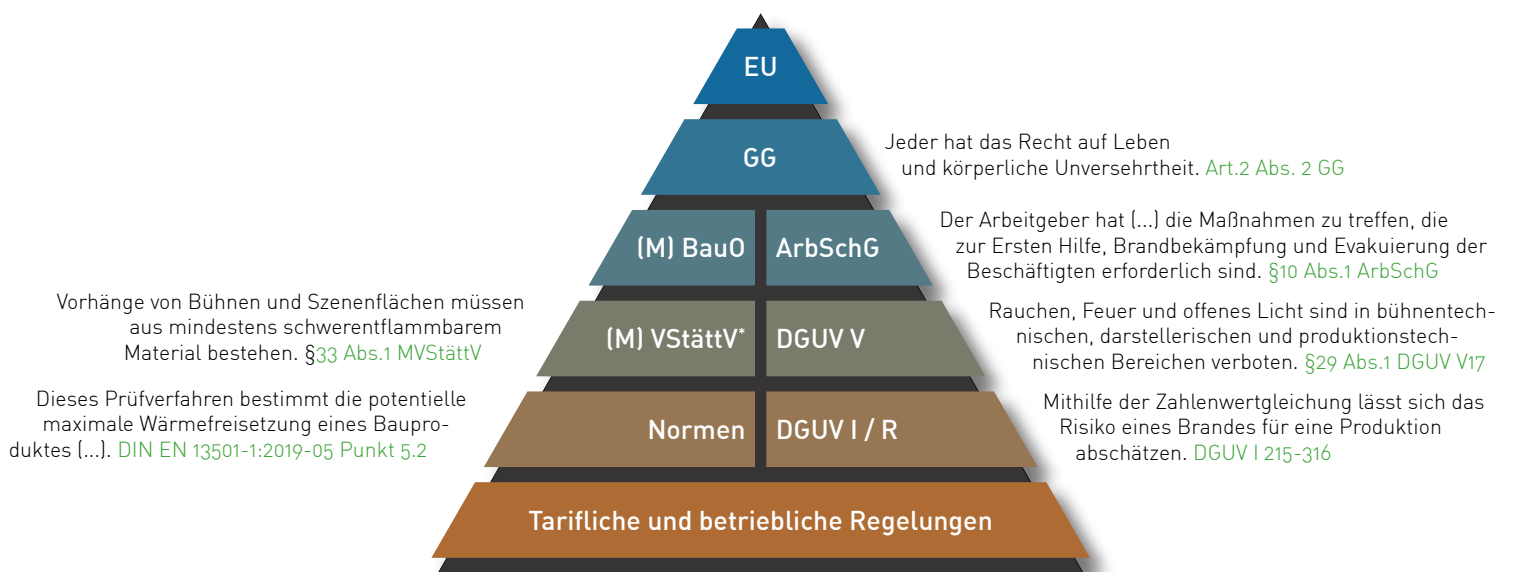 EU
GG
Jeder hat das Recht auf Leben
und körperliche Unversehrtheit. Art.2 Abs. 2 GG
(M) BauO
ArbSchG
Der Arbeitgeber hat (...) die Maßnahmen zu treffen, die
zur Ersten Hilfe, Brandbekämpfung und Evakuierung der
Beschäftigten erforderlich sind. §10 Abs.1 ArbSchG
Vorhänge von Bühnen und Szenenflächen müssen
aus mindestens schwerentflammbarem
Material bestehen. §33 Abs.1 MVStättV
(M) VStättV*
DGUV V
Rauchen, Feuer und offenes Licht sind in bühnentech-
nischen, darstellerischen und produktionstech-
nischen Bereichen verboten. §29 Abs.1 DGUV V17
Dieses Prüfverfahren bestimmt die potentielle
maximale Wärmefreisetzung eines Baupro-
duktes (...). DIN EN 13501-1:2019-05 Punkt 5.2
Normen
DGUV I / R
Mithilfe der Zahlenwertgleichung lässt sich das
Risiko eines Brandes für eine Produktion
abschätzen. DGUV I 215-316
Tarifliche und betriebliche Regelungen